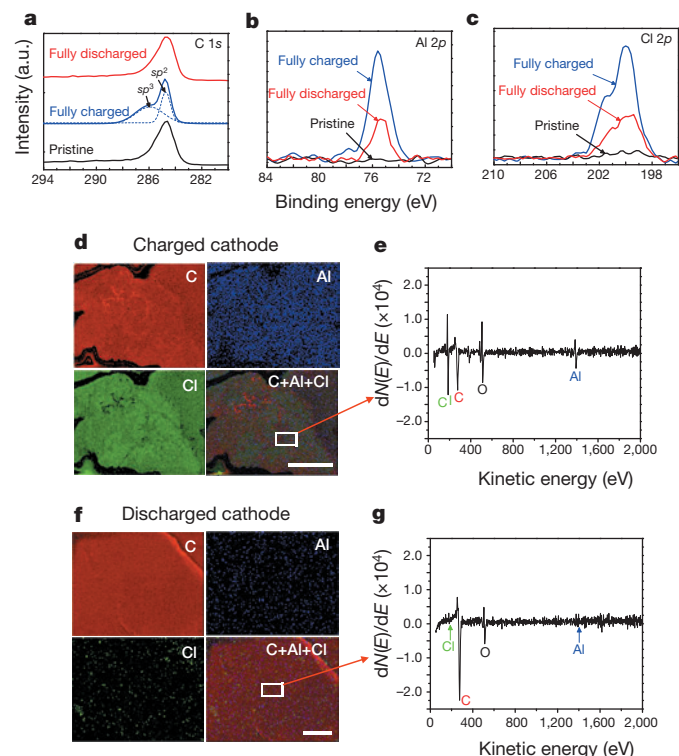 a
C 1s
Fully discharged
sp2
sp3
Fully charged
Pristine
Intensity (a.u.)
294 290 286 282
b
Al 2p
Fully charged
Fully discharged
Pristine
84 80 75 70
c
Cl 2p
Fully charged
Fully discharged
Pristine
210 206 200 196
Binding energy (eV)
d Charged cathode
C Al
Cl C+Al+Cl
e
2.0
1.0
0.0
−1.0
−2.0
dN(E)/dE (×10⁴)
Cl C O Al
0 400 800 1,200 1,600 2,000
Kinetic energy (eV)
f Discharged cathode
C Al
Cl C+Al+Cl
g
2.0
1.0
0.0
−1.0
−2.0
dN(E)/dE (×10⁴)
Cl C O Al
0 400 800 1,200 1,600 2,000
Kinetic energy (eV)